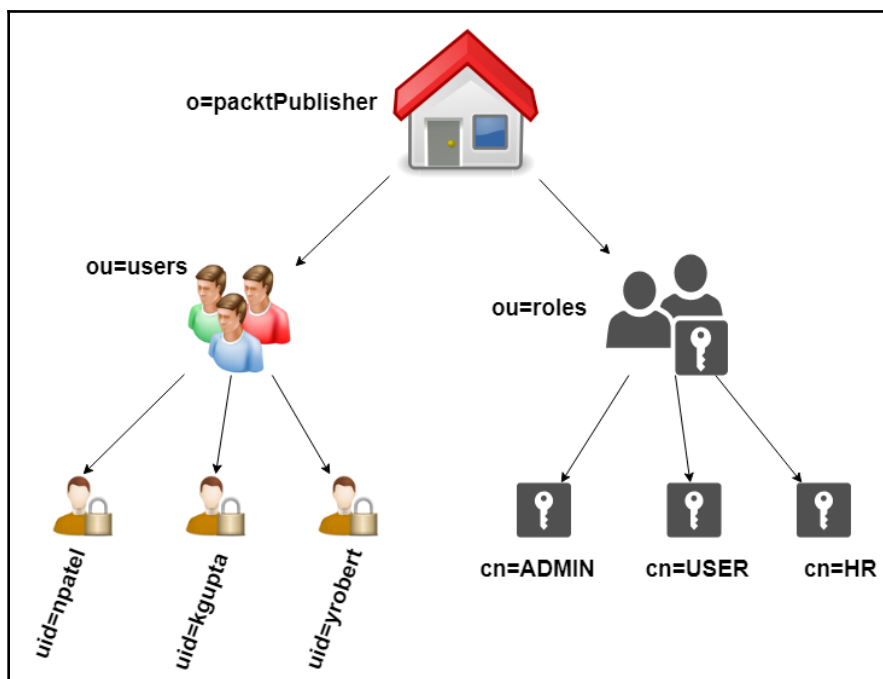 o=packtPublisher
ou=users
ou=roles
uid=npatel
uid=kgupta
uid=yrobert
cn=ADMIN
cn=USER
cn=HR